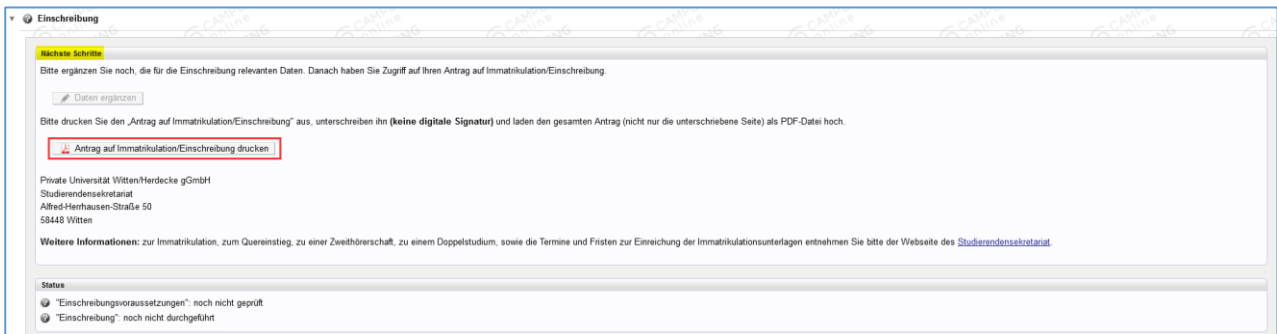 Einschreibung
Nächste Schritte
Bitte ergänzen Sie noch, die für die Einschreibung relevanten Daten. Danach haben Sie Zugriff auf Ihren Antrag auf Immatrikulation/Einschreibung.
Daten ergänzen
Bitte drucken Sie den „Antrag auf Immatrikulation/Einschreibung" aus, unterschreiben ihn (keine digitale Signatur) und laden den gesamten Antrag (nicht nur die unterschriebene Seite) als PDF-Datei hoch.
Antrag auf Immatrikulation/Einschreibung drucken
Private Universität Witten/Herdecke gGmbH
Studierendensekretariat
Alfred-Herrhausen-Straße 50
58448 Witten
Weitere Informationen: zur Immatrikulation, zum Quereinstieg, zu einer Zweithörerschaft, zu einem Doppelstudium, sowie die Termine und Fristen zur Einreichung der Immatrikulationsunterlagen entnehmen Sie bitte der Webseite des Studierendensekretariat.
Status
"Einschreibungsvoraussetzungen": noch nicht geprüft
"Einschreibung": noch nicht durchgeführt